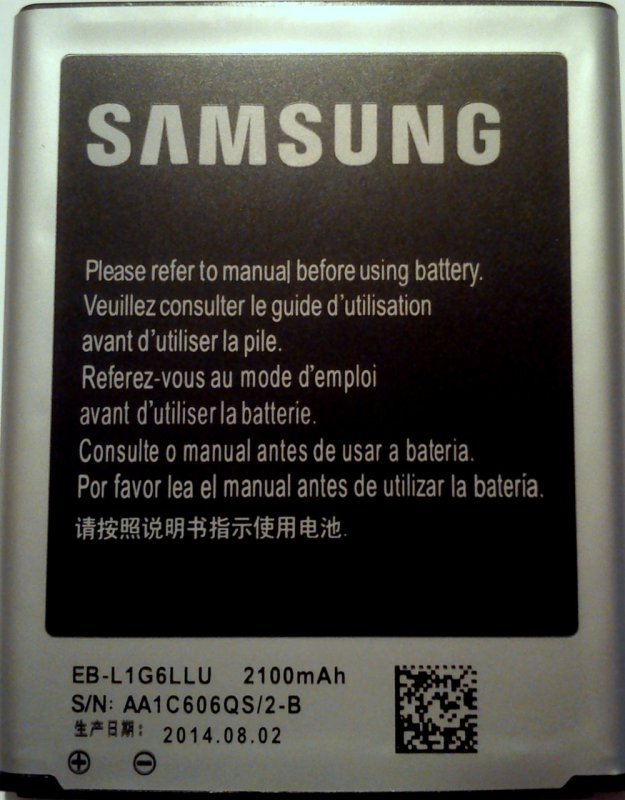 SAMSUNG
Please refer to manual before using battery.
Veuillez consulter le guide d'utilisation
avant d'utiliser la pile.
Referez-vous au mode d'emploi
avant d'utiliser la batterie.
Consulte o manual antes de usar a bateria.
Por favor lea el manual antes de utilizar la batería.
请按照说明书指示使用电池.
EB-L1G6LLU 2100mAh
S/N: AA1C606QS/2-B
生产日期: 2014.08.02
+ -